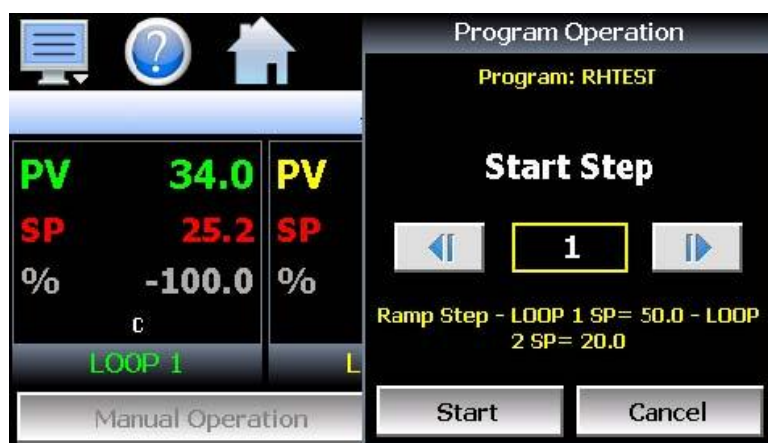 ?
PV 34.0
SP 25.2
% -100.0
C
LOOP 1
PV
SP
%
L
Manual Operation
Program Operation
Program: RHTEST
Start Step
1
Ramp Step - LOOP 1 SP= 50.0 - LOOP
2 SP= 20.0
Start
Cancel